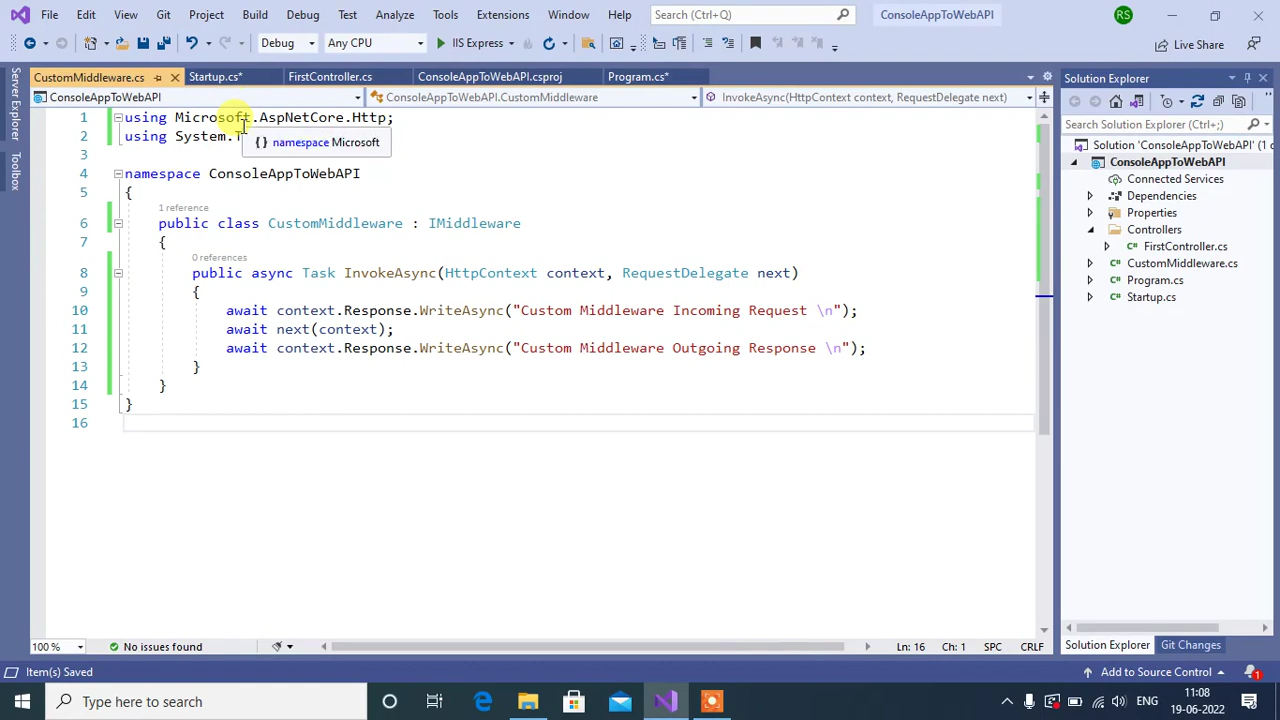 File Edit View Git Project Build Debug Test Analyze Tools Extensions Window Help Search (Ctrl+Q) ConsoleAppToWebAPI RS
Debug Any CPU IIS Express Live Share
CustomMiddleware.cs Startup.cs* FirstController.cs ConsoleAppToWebAPI.csproj Program.cs*
ConsoleAppToWebAPI ConsoleAppToWebAPI.CustomMiddleware InvokeAsync(HttpContext context, RequestDelegate next)
Server Explorer
Toolbox
1 using Microsoft.AspNetCore.Http;
2 using System.T
{ } namespace Microsoft
3
4 namespace ConsoleAppToWebAPI
5 {
1 reference
6 public class CustomMiddleware : IMiddleware
7 {
0 references
8 public async Task InvokeAsync(HttpContext context, RequestDelegate next)
9 {
10 await context.Response.WriteAsync("Custom Middleware Incoming Request \n");
11 await next(context);
12 await context.Response.WriteAsync("Custom Middleware Outgoing Response \n");
13 }
14 }
15 }
16
100 % No issues found Ln: 16 Ch: 1 SPC CRLF
Solution Explorer
Search Solution Explorer (Ctrl+;)
Solution 'ConsoleAppToWebAPI' (1
ConsoleAppToWebAPI
Connected Services
Dependencies
Properties
Controllers
C# FirstController.cs
C# CustomMiddleware.cs
C# Program.cs
C# Startup.cs
Solution Explorer Git Changes
Item(s) Saved Add to Source Control 1
Type here to search ENG 11:08
19-06-2022